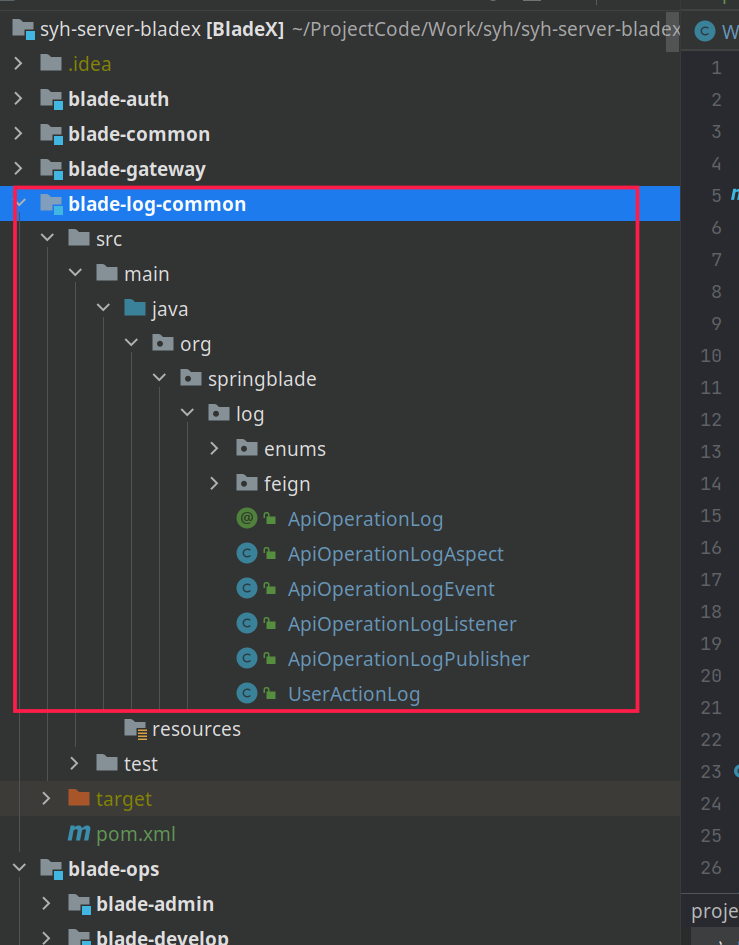 syh-server-bladex [BladeX] ~/ProjectCode/Work/syh/syh-server-bladex
.idea
blade-auth
blade-common
blade-gateway
blade-log-common
src
main
java
org
springblade
log
enums
feign
@ ApiOperationLog
C ApiOperationLogAspect
C ApiOperationLogEvent
C ApiOperationLogListener
C ApiOperationLogPublisher
C UserActionLog
resources
test
target
m pom.xml
blade-ops
blade-admin
blade-develop
C W
1
2
3
4
5
6
7
8
9
10
11
12
13
14
15
16
17
18
19
20
21
22
23
24
25
26
proje